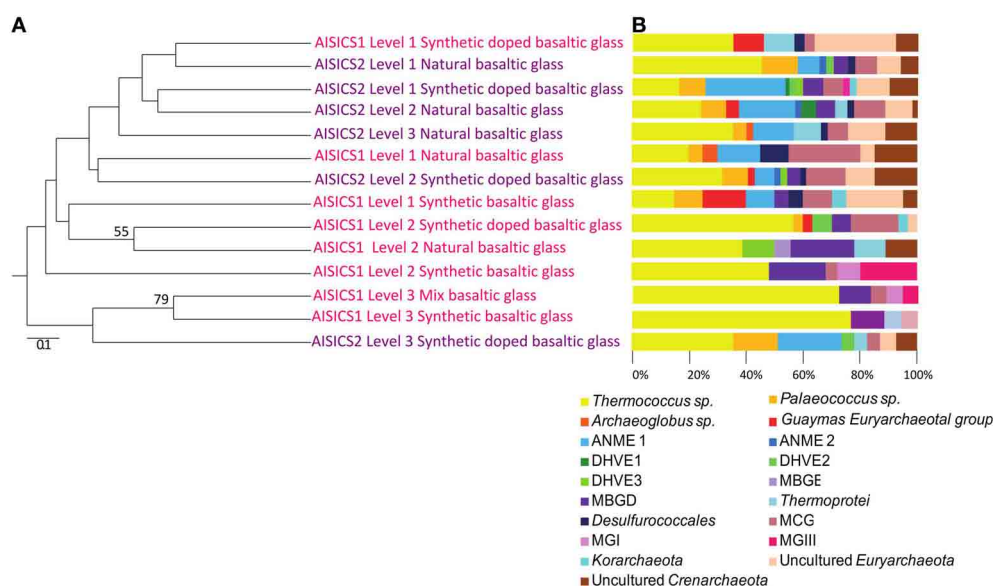 A
B
AISICS1 Level 1 Synthetic doped basaltic glass
AISICS2 Level 1 Natural basaltic glass
AISICS2 Level 1 Synthetic doped basaltic glass
AISICS2 Level 2 Natural basaltic glass
AISICS2 Level 3 Natural basaltic glass
AISICS1 Level 1 Natural basaltic glass
AISICS2 Level 2 Synthetic doped basaltic glass
AISICS1 Level 1 Synthetic basaltic glass
55
AISICS1 Level 2 Synthetic doped basaltic glass
AISICS1 Level 2 Natural basaltic glass
AISICS1 Level 2 Synthetic basaltic glass
79
AISICS1 Level 3 Mix basaltic glass
AISICS1 Level 3 Synthetic basaltic glass
AISICS2 Level 3 Synthetic doped basaltic glass
0.1
0% 20% 40% 60% 80% 100%
Thermococcus sp. Palaeococcus sp.
Archaeoglobus sp. Guaymas Euryarchaeotal group
ANME 1 ANME 2
DHVE1 DHVE2
DHVE3 MBGE
MBGD Thermoprotei
Desulfurococcales MCG
MGI MGIII
Korarchaeota Uncultured Euryarchaeota
Uncultured Crenarchaeota